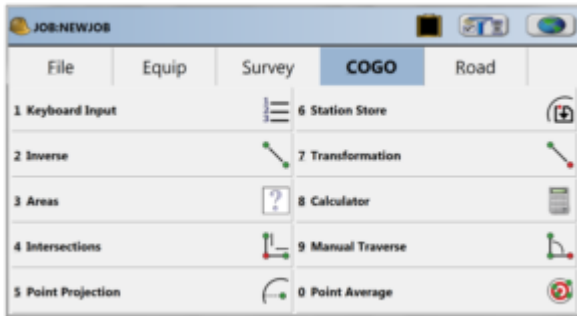 JOB:NEWJOB
File Equip Survey COGO Road
1 Keyboard Input
6 Station Store
2 Inverse
7 Transformation
3 Areas
8 Calculator
4 Intersections
9 Manual Traverse
5 Point Projection
0 Point Average